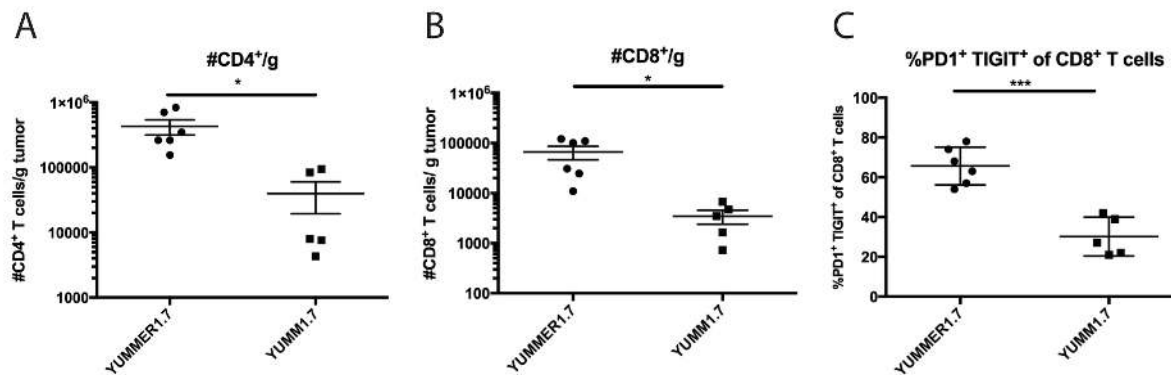 A
#CD4⁺/g
*
#CD4⁺ T cells/g tumor
1×10⁶
100000
10000
1000
YUMMER1.7
YUMM1.7
B
#CD8⁺/g
*
#CD8⁺ T cells/ g tumor
1×10⁶
100000
10000
1000
100
YUMMER1.7
YUMM1.7
C
%PD1⁺ TIGIT⁺ of CD8⁺ T cells
***
%PD1⁺ TIGIT⁺ of CD8⁺ T cells
100
80
60
40
20
0
YUMMER1.7
YUMM1.7